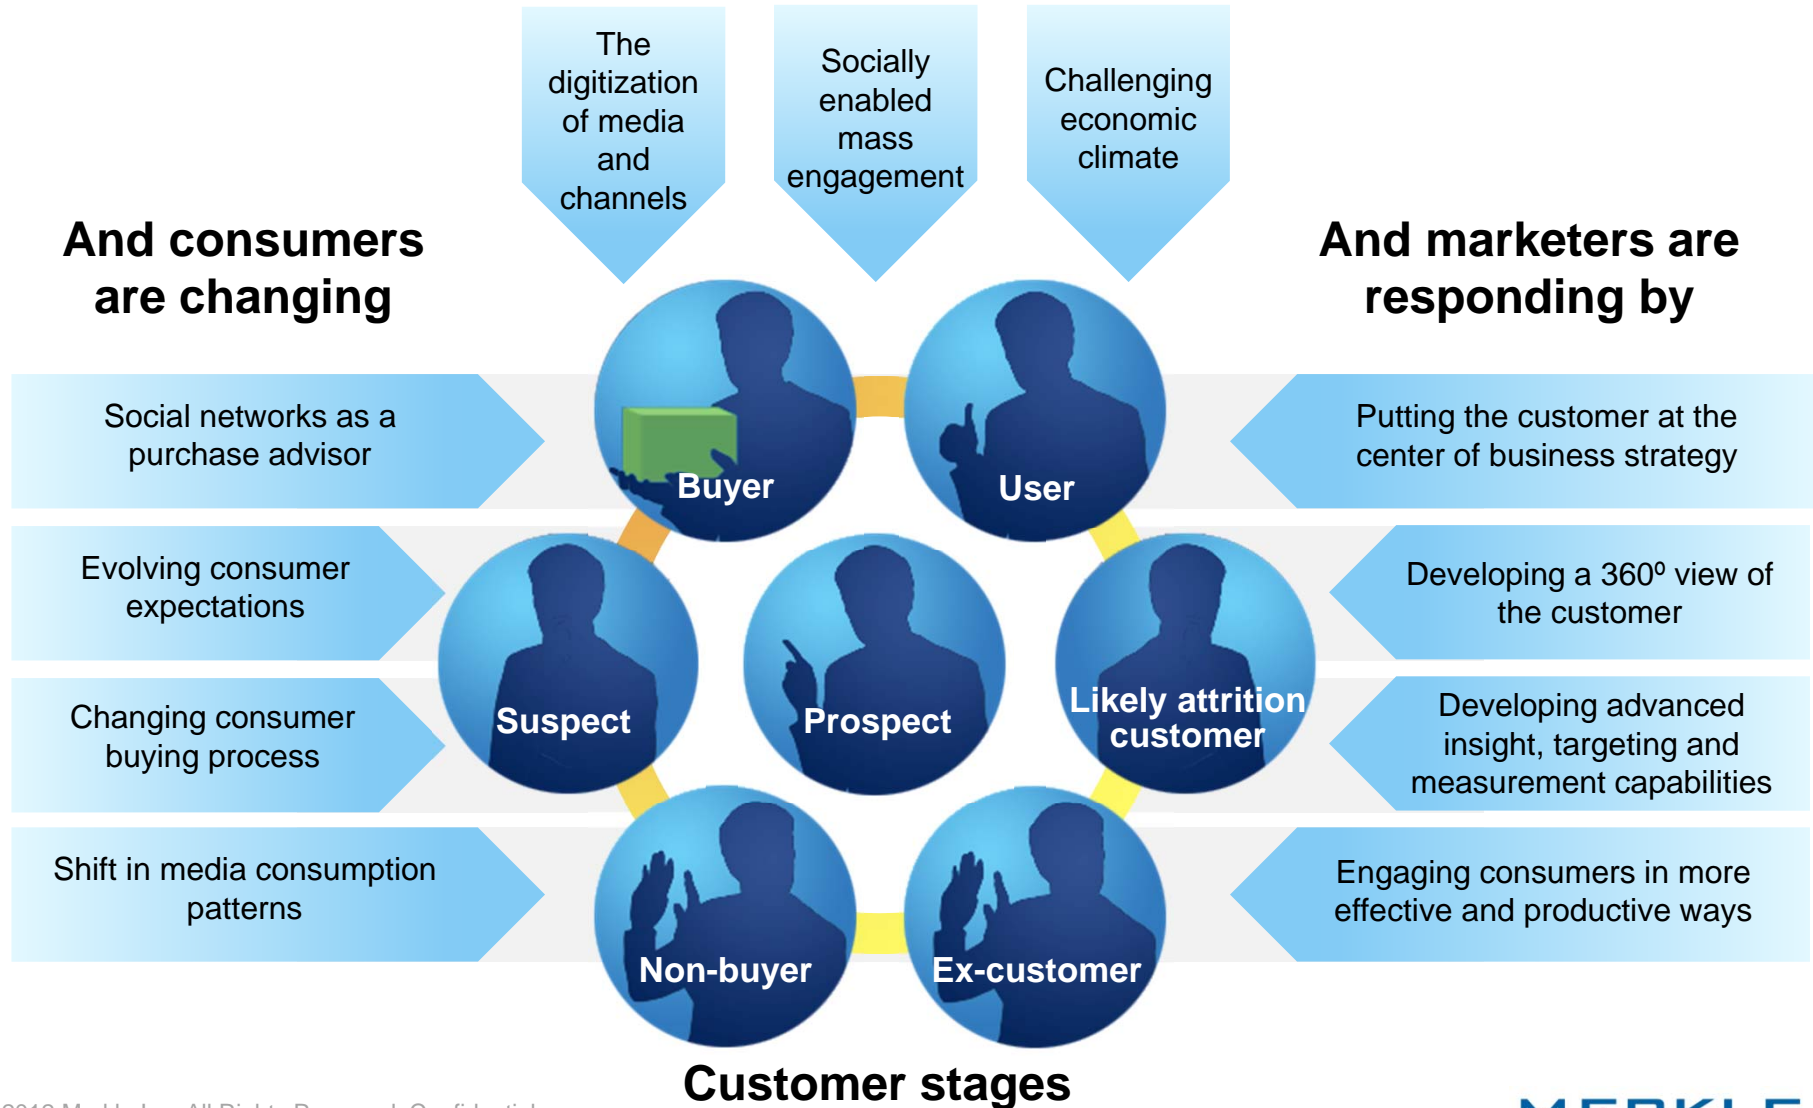 The
digitization
of media
and
channels
Socially
enabled
mass
engagement
Challenging
economic
climate
And consumers
are changing
And marketers are
responding by
Social networks as a
purchase advisor
Evolving consumer
expectations
Changing consumer
buying process
Shift in media consumption
patterns
Buyer
User
Suspect
Prospect
Likely attrition
customer
Non-buyer
Ex-customer
Putting the customer at the
center of business strategy
Developing a 360º view of
the customer
Developing advanced
insight, targeting and
measurement capabilities
Engaging consumers in more
effective and productive ways
Customer stages
MERKLE